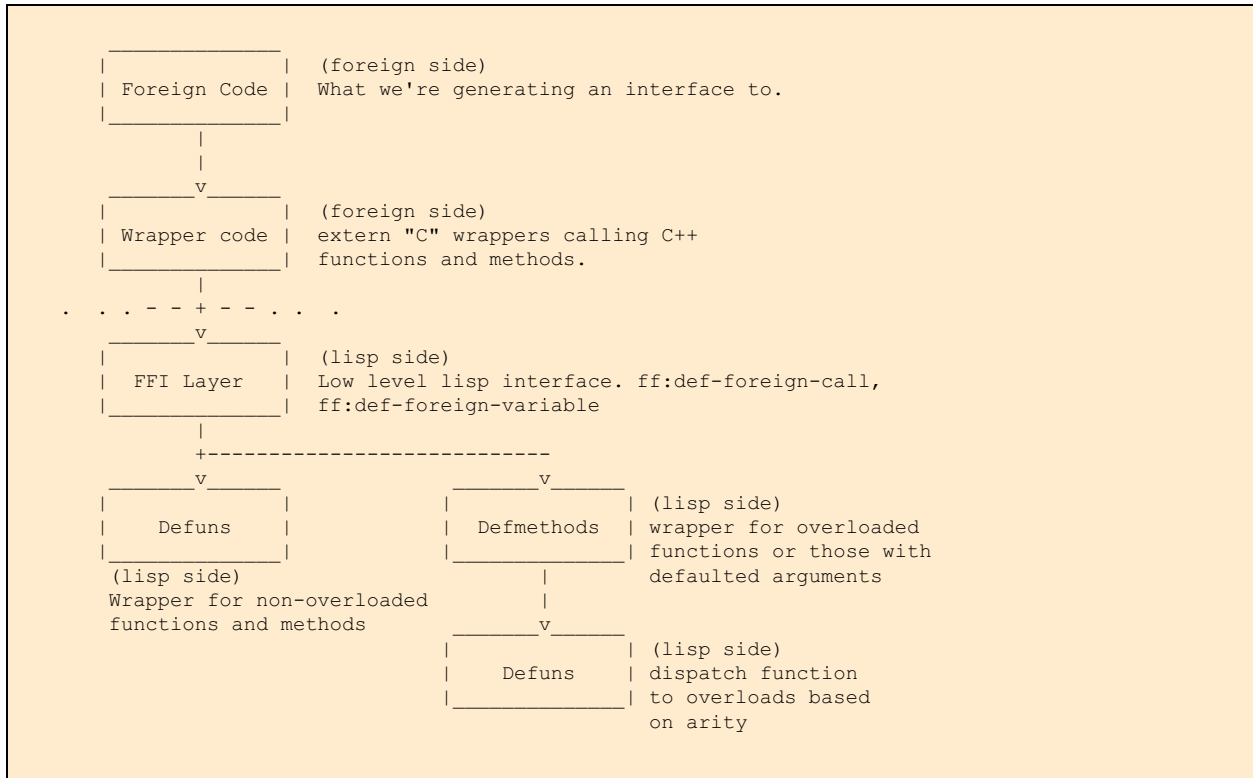 (foreign side)
Foreign Code What we're generating an interface to.
v
(foreign side)
Wrapper code extern "C" wrappers calling C++
functions and methods.
. . . - - + - - . . .
v
(lisp side)
FFI Layer Low level lisp interface. ff:def-foreign-call,
ff:def-foreign-variable
+----------------------------
v v
(lisp side)
Defuns Defmethods wrapper for overloaded
functions or those with
(lisp side) defaulted arguments
Wrapper for non-overloaded
functions and methods v
(lisp side)
Defuns dispatch function
to overloads based
on arity